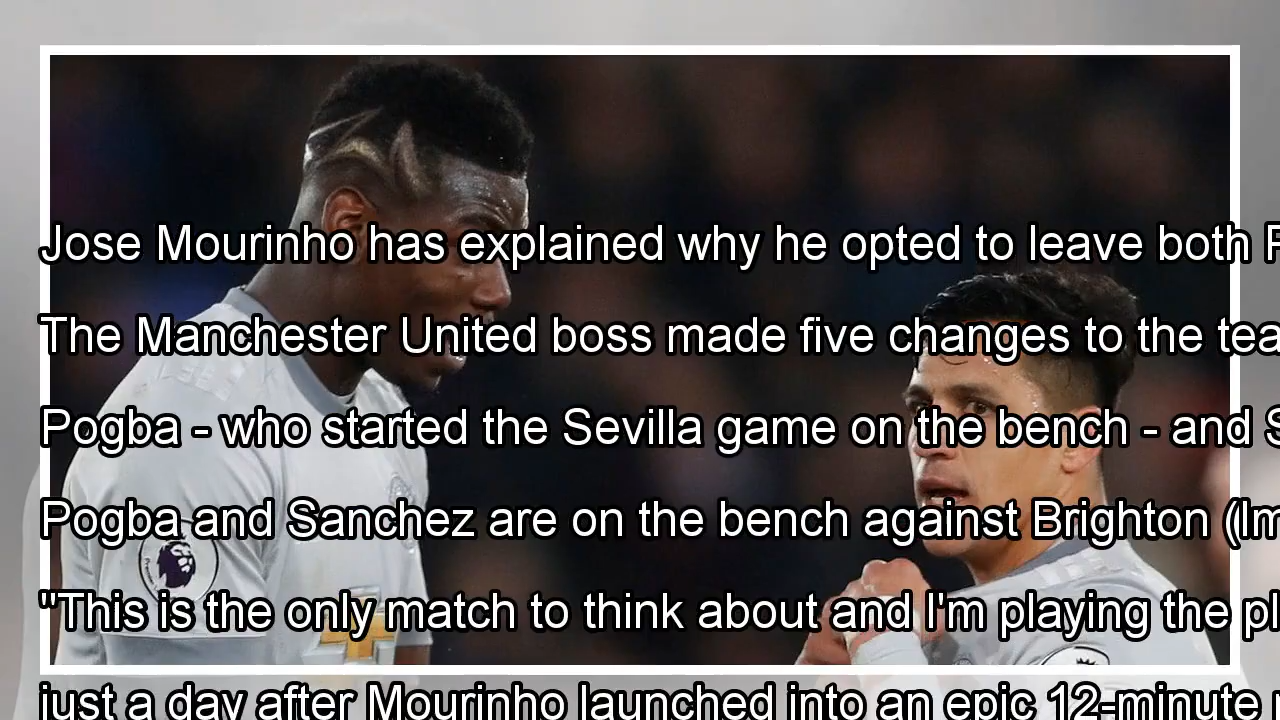 Jose Mourinho has explained why he opted to leave both
The Manchester United boss made five changes to the
Pogba - who started the Sevilla game on the bench - and
Pogba and Sanchez are on the bench against Brighton
"This is the only match to think about and I'm playing the
just a day after Mourinho launched into an epic 12-minute